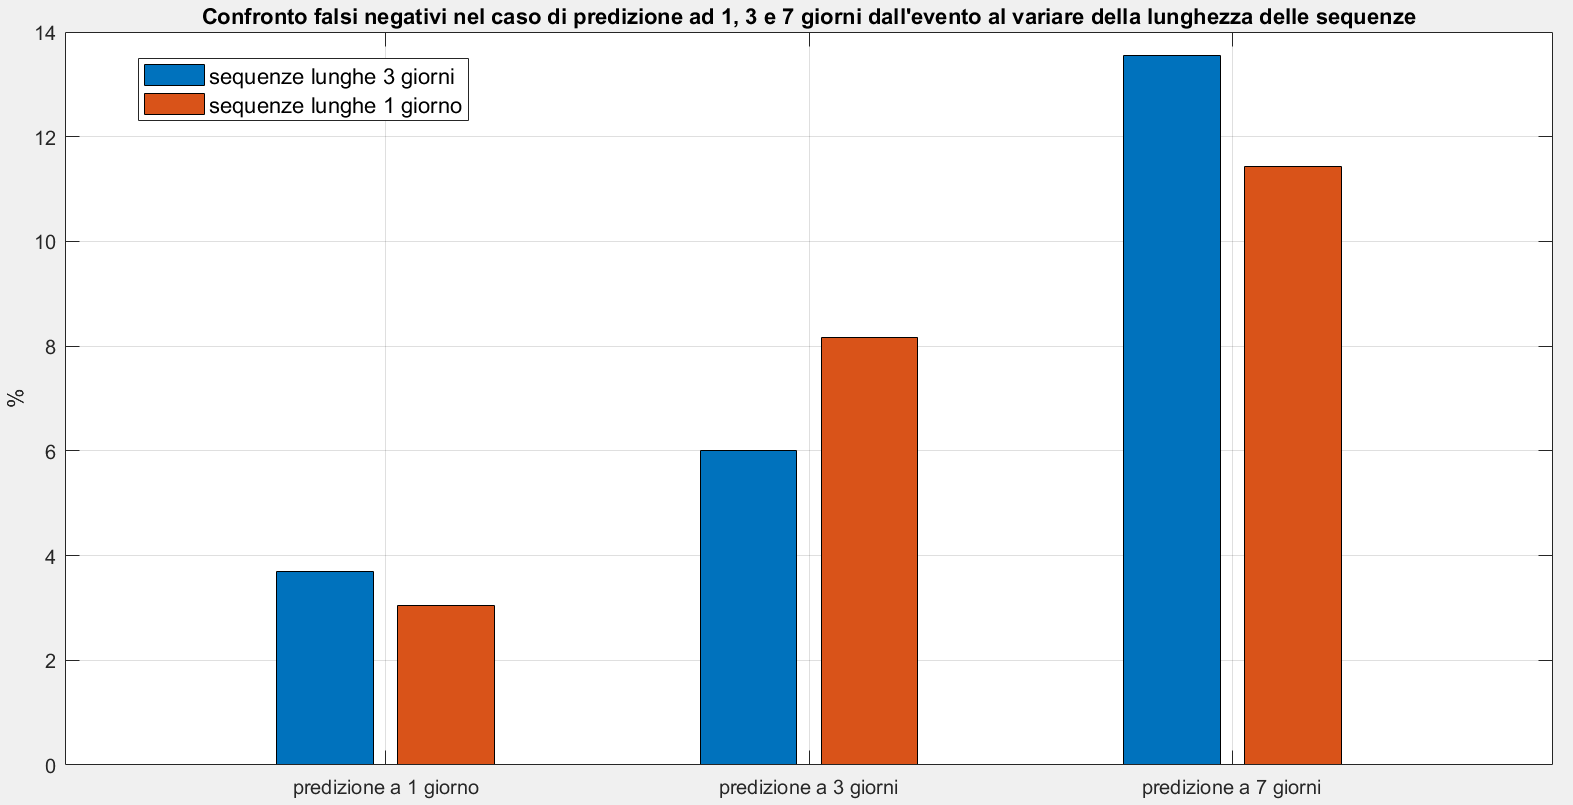 Confronto falsi negativi nel caso di predizione ad 1, 3 e 7 giorni dall'evento al variare della lunghezza delle sequenze
sequenze lunghe 3 giorni
sequenze lunghe 1 giorno
14
12
10
8
6
4
2
0
%
predizione a 1 giorno
predizione a 3 giorni
predizione a 7 giorni